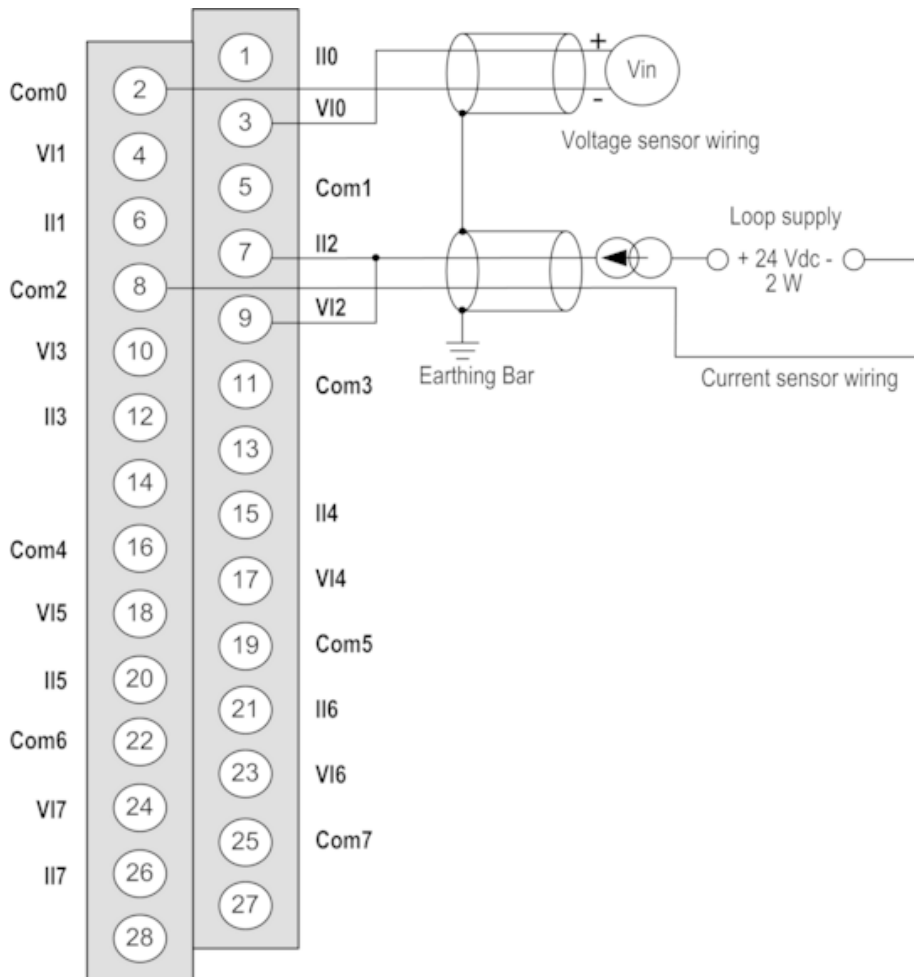 1
II0
Com0
2
3
VI0
+
Vin
-
Voltage sensor wiring
VI1
4
5
Com1
II1
6
7
II2
Loop supply
+ 24 Vdc -
2 W
Com2
8
9
VI2
Earthing Bar
Current sensor wiring
VI3
10
11
Com3
II3
12
13
14
15
II4
Com4
16
17
VI4
VI5
18
19
Com5
II5
20
21
II6
Com6
22
23
VI6
VI7
24
25
Com7
II7
26
27
28